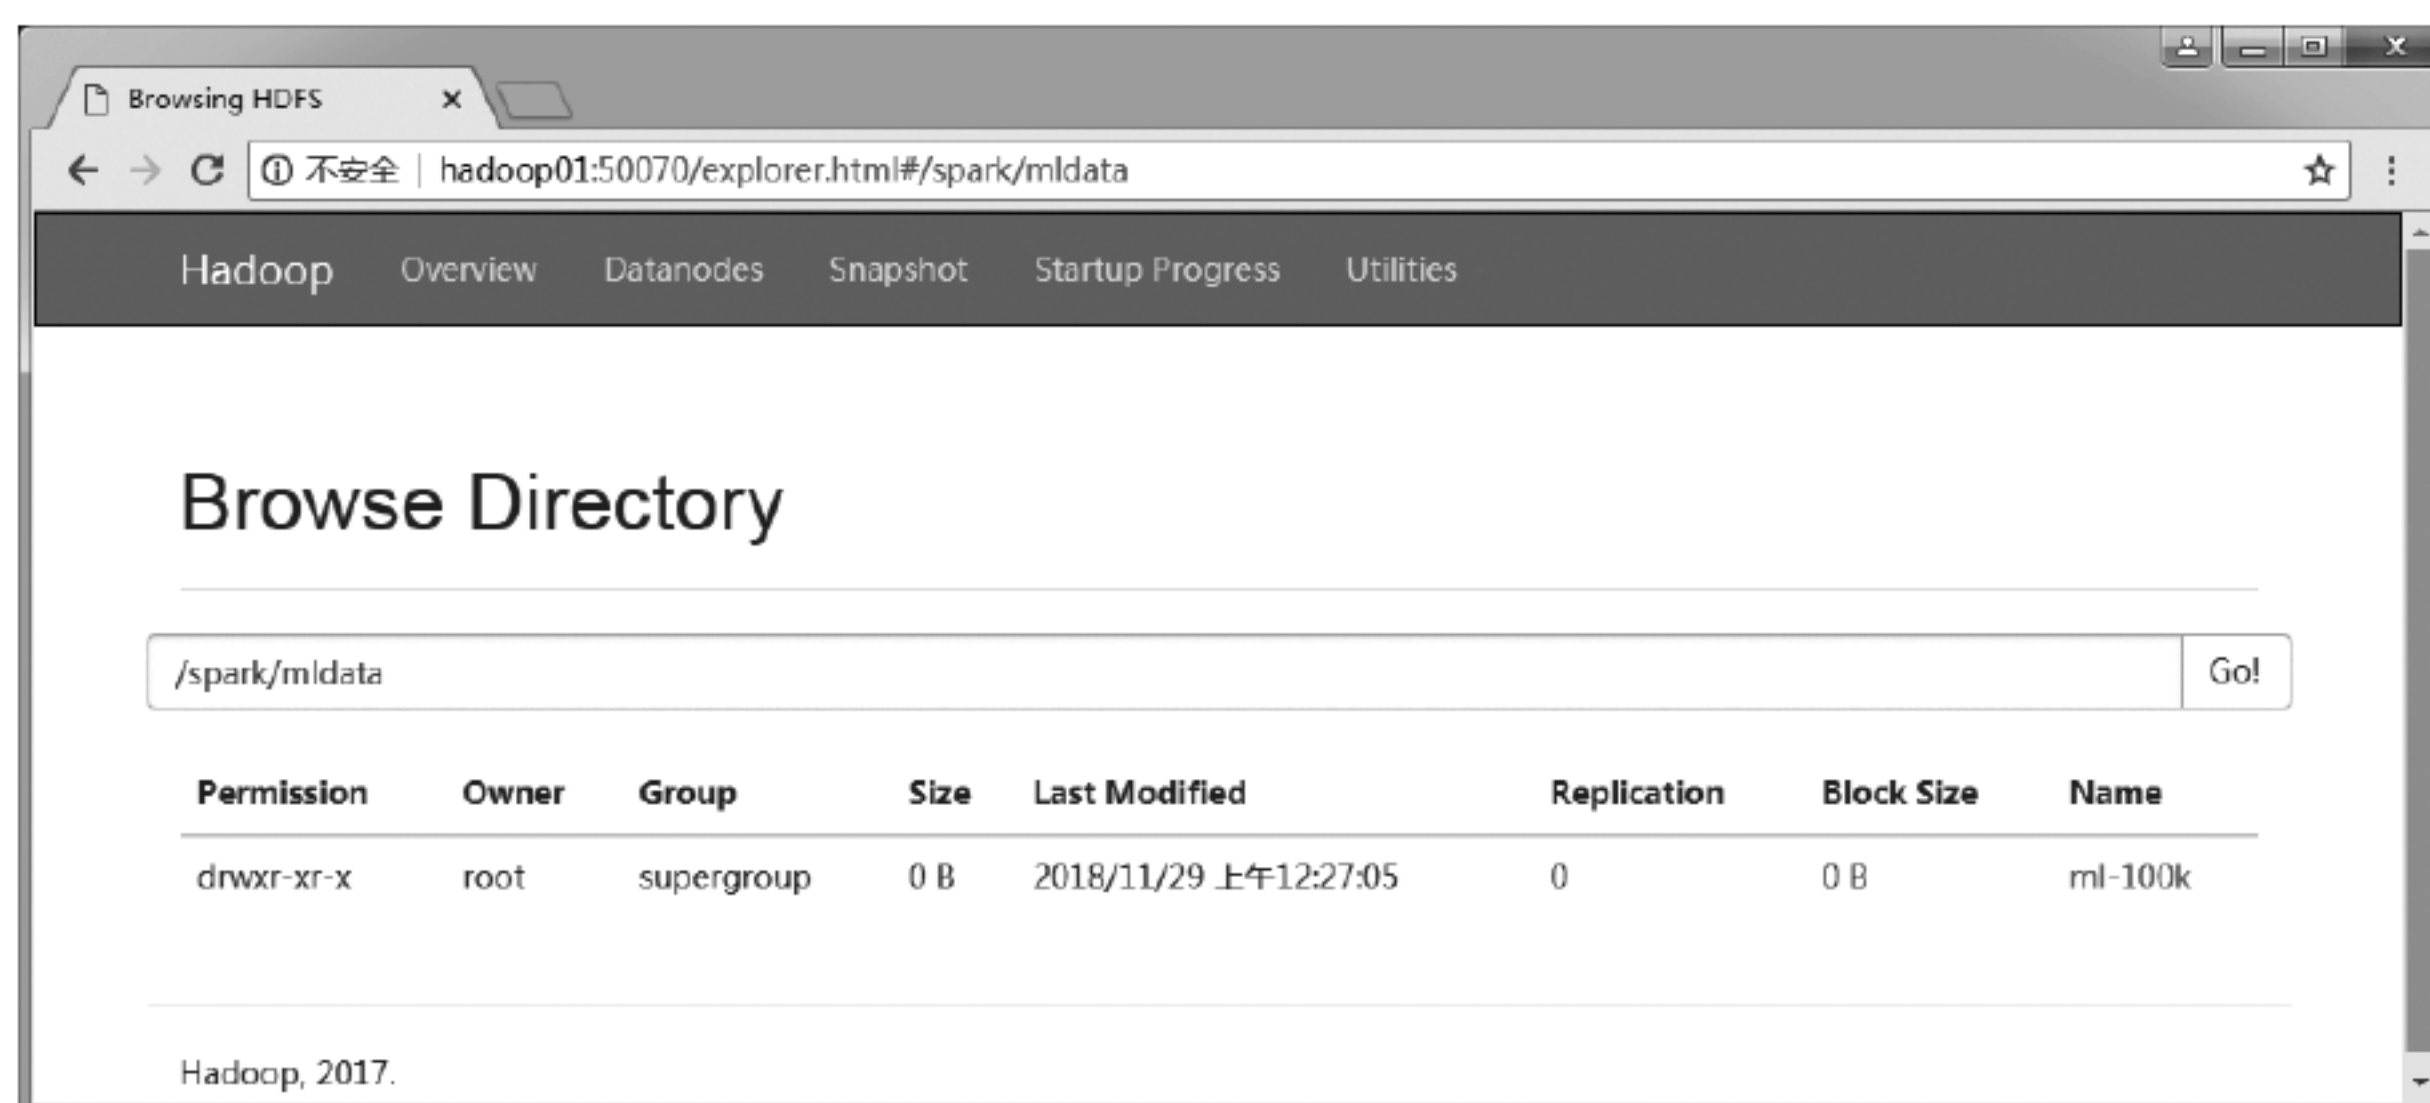 Browsing HDFS
不安全 | hadoop01:50070/explorer.html#/spark/mldata
Hadoop Overview Datanodes Snapshot Startup Progress Utilities
Browse Directory
/spark/mldata Go!
Permission Owner Group Size Last Modified Replication Block Size Name
drwxr-xr-x root supergroup 0 B 2018/11/29 上午12:27:05 0 0 B ml-100k
Hadoop, 2017.